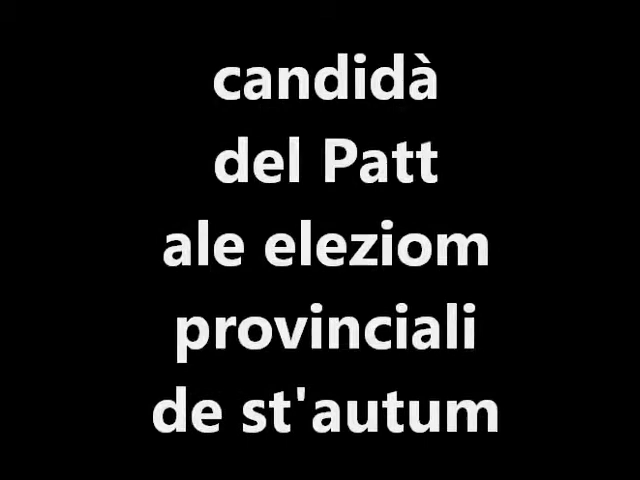 candidà
del Patt
ale eleziom
provinciali
de st'autum